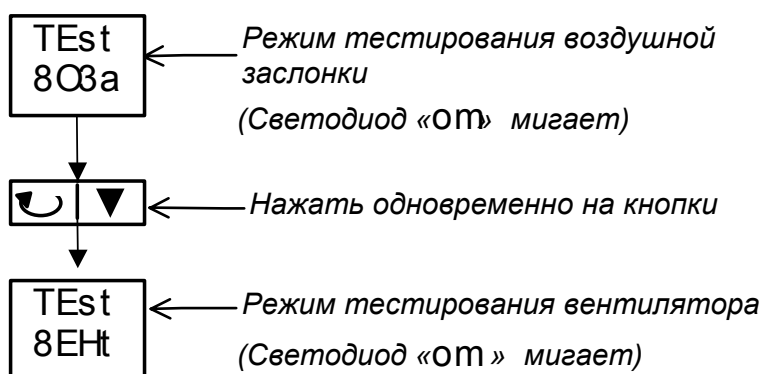 TEst
8O3a
Режим тестирования воздушной
заслонки
(Светодиод «om» мигает)
▼
Нажать одновременно на кнопки
TEst
8EHt
Режим тестирования вентилятора
(Светодиод «om » мигает)